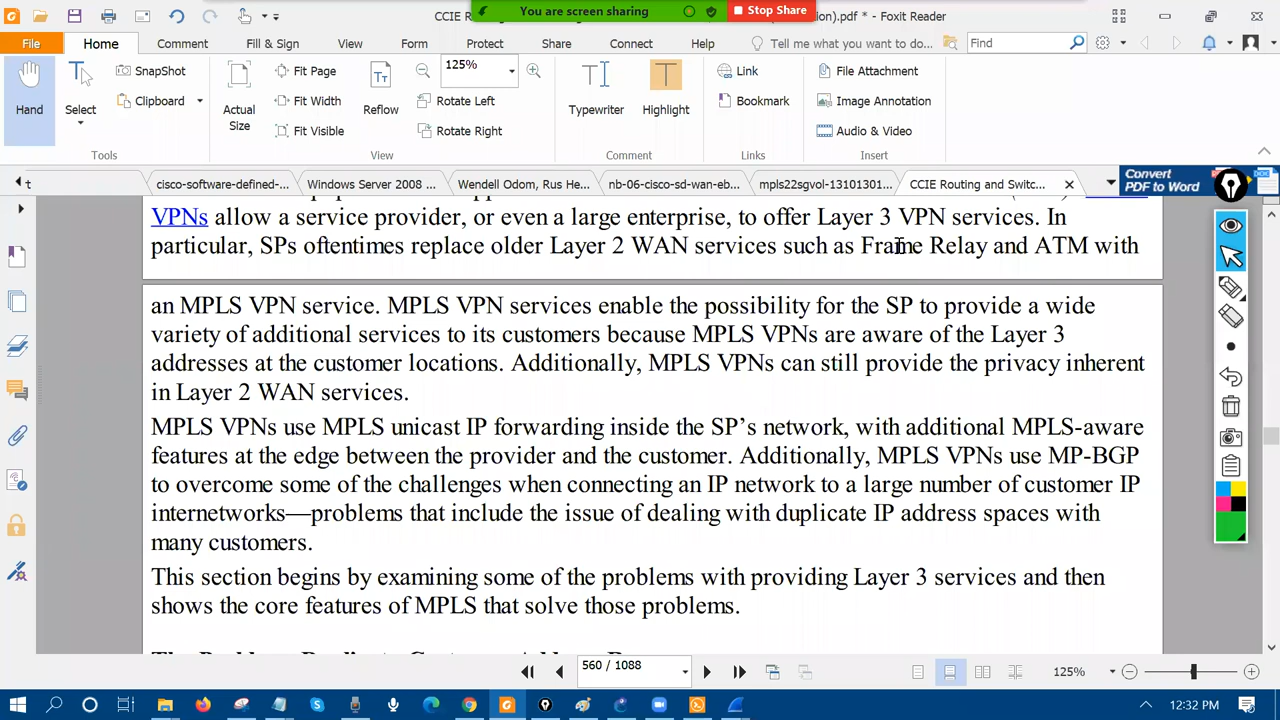 CCIE Routing and Switching
ion).pdf * - Foxit Reader
You are screen sharing
Stop Share
File
Home
Comment
Fill & Sign
View
Form
Protect
Share
Connect
Help
Tell me what you want to do...
Find
Hand
Select
SnapShot
Clipboard
Actual Size
Fit Page
Fit Width
Fit Visible
Reflow
125%
Rotate Left
Rotate Right
Typewriter
Highlight
Link
Bookmark
File Attachment
Image Annotation
Audio & Video
Tools
View
Comment
Links
Insert
t
cisco-software-defined-...
Windows Server 2008 ...
Wendell Odom, Rus He...
nb-06-cisco-sd-wan-eb...
mpls22sgvol-13101301...
CCIE Routing and Switc...
Convert
PDF to Word
VPNs allow a service provider, or even a large enterprise, to offer Layer 3 VPN services. In
particular, SPs oftentimes replace older Layer 2 WAN services such as Frame Relay and ATM with
an MPLS VPN service. MPLS VPN services enable the possibility for the SP to provide a wide
variety of additional services to its customers because MPLS VPNs are aware of the Layer 3
addresses at the customer locations. Additionally, MPLS VPNs can still provide the privacy inherent
in Layer 2 WAN services.
MPLS VPNs use MPLS unicast IP forwarding inside the SP’s network, with additional MPLS-aware
features at the edge between the provider and the customer. Additionally, MPLS VPNs use MP-BGP
to overcome some of the challenges when connecting an IP network to a large number of customer IP
internetworks—problems that include the issue of dealing with duplicate IP address spaces with
many customers.
This section begins by examining some of the problems with providing Layer 3 services and then
shows the core features of MPLS that solve those problems.
560 / 1088
125%
12:32 PM